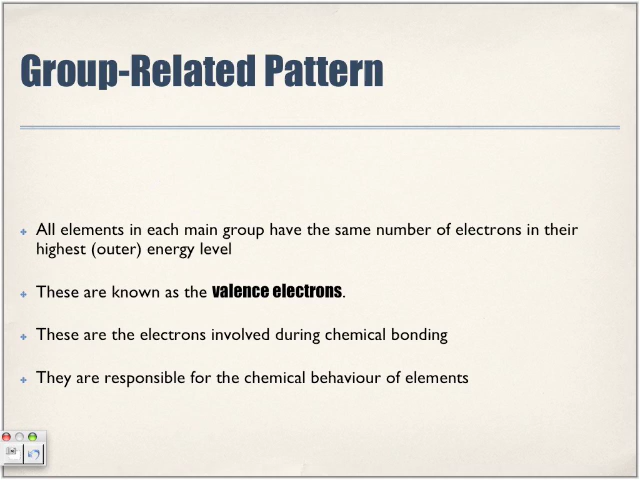 Group-Related Pattern
All elements in each main group have the same number of electrons in their
highest (outer) energy level
These are known as the valence electrons.
These are the electrons involved during chemical bonding
They are responsible for the chemical behaviour of elements